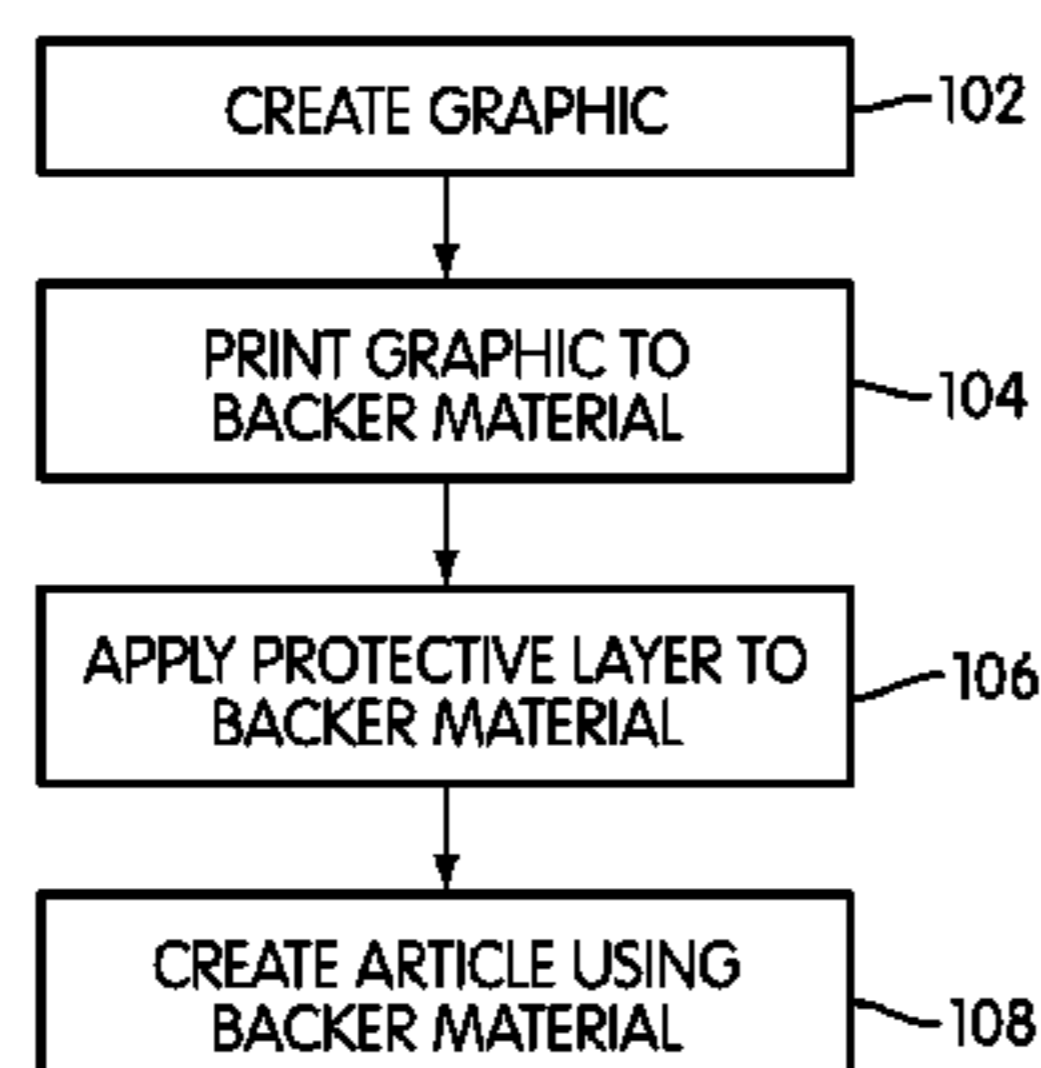 CREATE GRAPHIC
102
PRINT GRAPHIC TO
BACKER MATERIAL
104
APPLY PROTECTIVE LAYER TO
BACKER MATERIAL
106
CREATE ARTICLE USING
BACKER MATERIAL
108